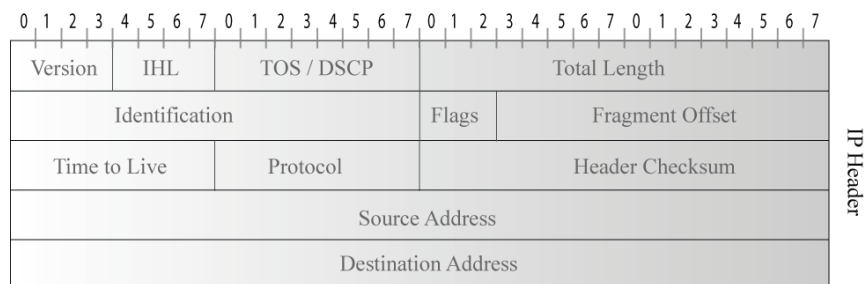 0 1 2 3 4 5 6 7 0 1 2 3 4 5 6 7 0 1 2 3 4 5 6 7 0 1 2 3 4 5 6 7
Version IHL TOS / DSCP Total Length
Identification Flags Fragment Offset
Time to Live Protocol Header Checksum
Source Address
Destination Address
IP Header